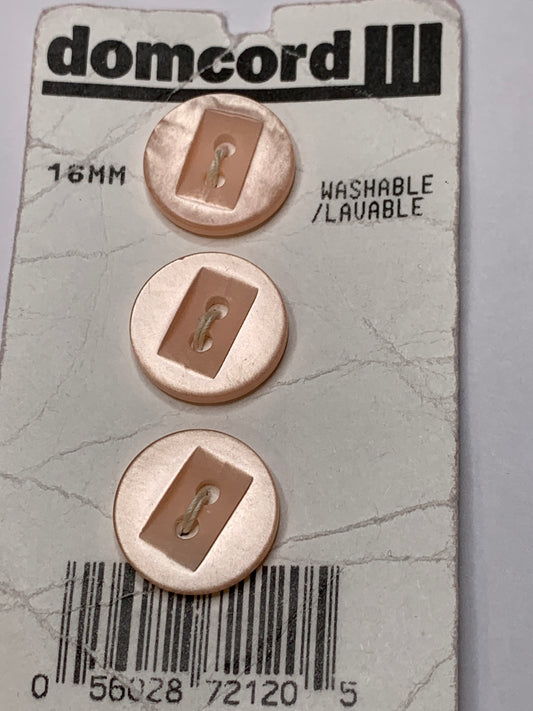 domcord
16MM
WASHABLE
/LAVABLE
0 56028 72120 5